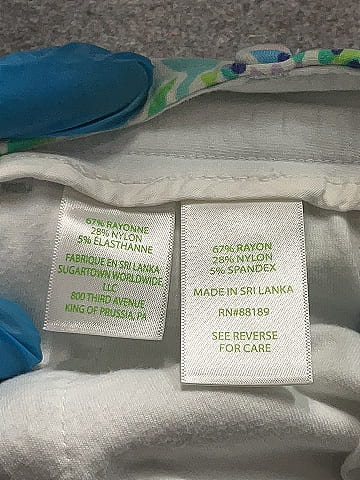 67% RAYONNE
28% NYLON
5% ÉLASTHANNE
FABRIQUE EN SRI LANKA
SUGARTOWN WORLDWIDE
LLC
800 THIRD AVENUE
KING OF PRUSSIA, PA
67% RAYON
28% NYLON
5% SPANDEX
MADE IN SRI LANKA
RN#88189
SEE REVERSE
FOR CARE